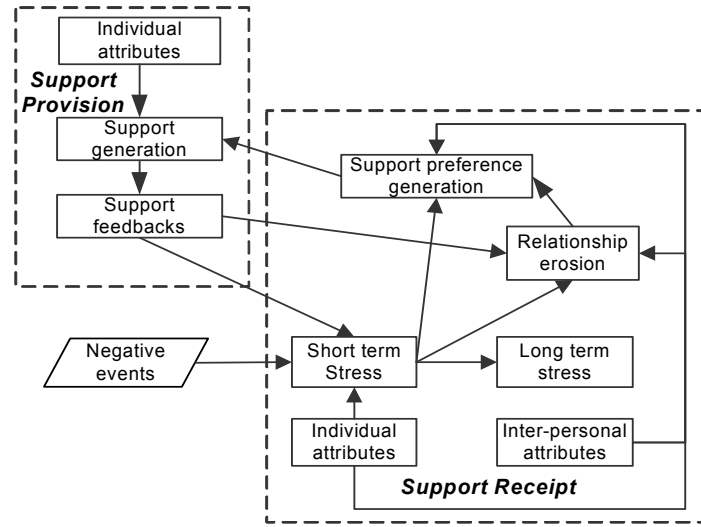 Individual
attributes
Support
Provision
Support
generation
Support
feedbacks
Support preference
generation
Relationship
erosion
Negative
events
Short term
Stress
Long term
stress
Individual
attributes
Inter-personal
attributes
Support Receipt